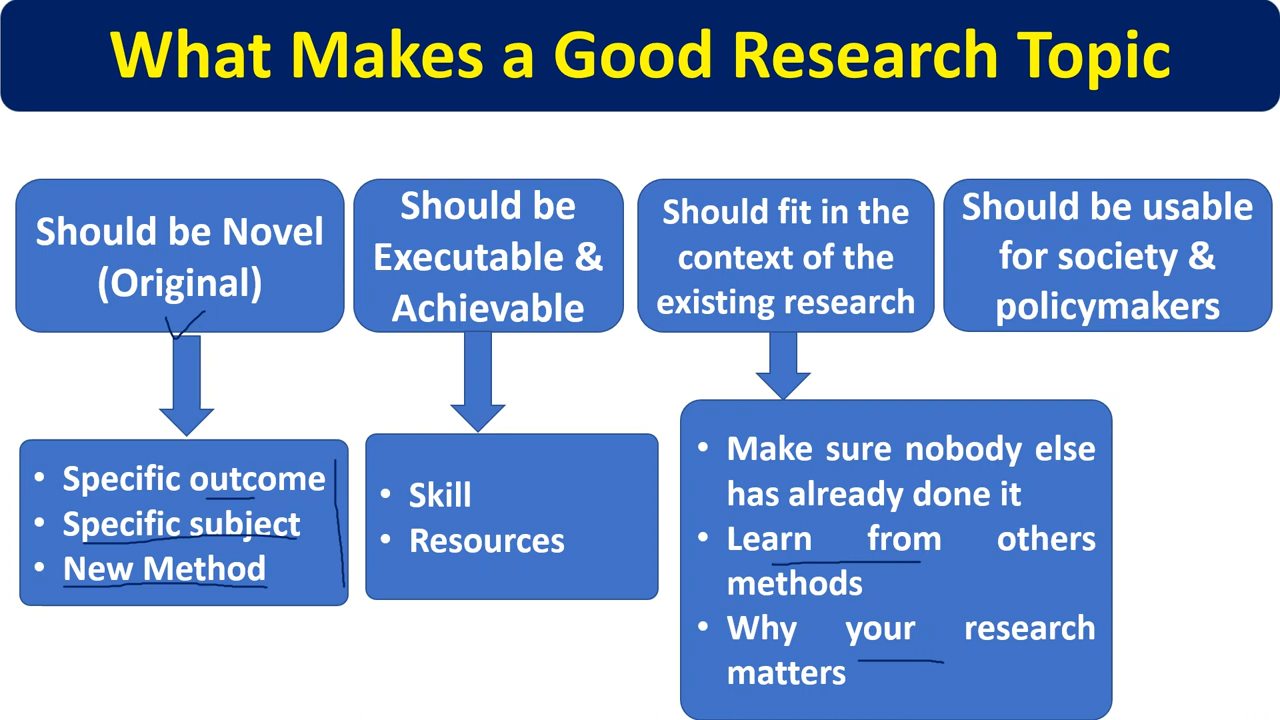 What Makes a Good Research Topic
Should be Novel
(Original)
Should be
Executable &
Achievable
Should fit in the
context of the
existing research
Should be usable
for society &
policymakers
• Specific outcome
• Specific subject
• New Method
• Skill
• Resources
• Make sure nobody else
has already done it
• Learn from others
methods
• Why your research
matters